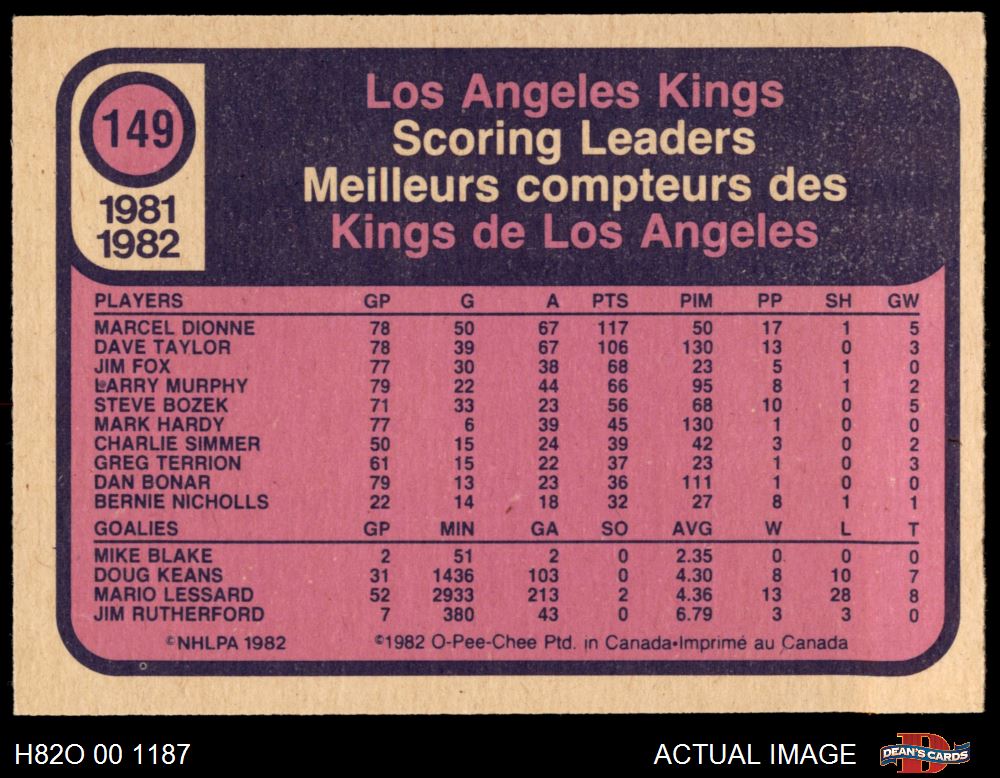 149
1981
1982
Los Angeles Kings
Scoring Leaders
Meilleurs compteurs des
Kings de Los Angeles
PLAYERS GP G A PTS PIM PP SH GW
MARCEL DIONNE 78 50 67 117 50 17 1 5
DAVE TAYLOR 78 39 67 106 130 13 0 3
JIM FOX 77 30 38 68 23 5 1 0
LARRY MURPHY 79 22 44 66 95 8 1 2
STEVE BOZEK 71 33 23 56 68 10 0 5
MARK HARDY 77 6 39 45 130 1 0 0
CHARLIE SIMMER 50 15 24 39 42 3 0 2
GREG TERRION 61 15 22 37 23 1 0 3
DAN BONAR 79 13 23 36 111 1 0 0
BERNIE NICHOLLS 22 14 18 32 27 8 1 1
GOALIES GP MIN GA SO AVG W L T
MIKE BLAKE 2 51 2 0 2.35 0 0 0
DOUG KEANS 31 1436 103 0 4.30 8 10 7
MARIO LESSARD 52 2933 213 2 4.36 13 28 8
JIM RUTHERFORD 7 380 43 0 6.79 3 3 0
©NHLPA 1982 ©1982 O-Pee-Chee Ptd. in Canada•Imprimé au Canada
H82O 00 1187 ACTUAL IMAGE DEAN'S CARDS